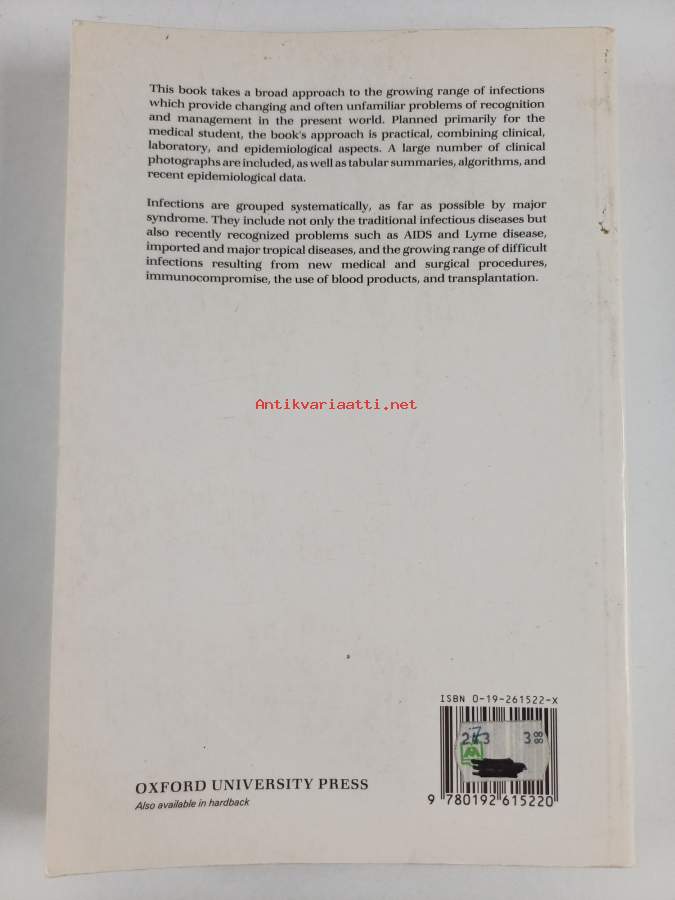 This book takes a broad approach to the growing range of infections
which provide changing and often unfamiliar problems of recognition
and management in the present world. Planned primarily for the
medical student, the book's approach is practical, combining clinical,
laboratory, and epidemiological aspects. A large number of clinical
photographs are included, as well as tabular summaries, algorithms, and
recent epidemiological data.
Infections are grouped systematically, as far as possible by major
syndrome. They include not only the traditional infectious diseases but
also recently recognized problems such as AIDS and Lyme disease,
imported and major tropical diseases, and the growing range of difficult
infections resulting from new medical and surgical procedures,
immunocompromise, the use of blood products, and transplantation.
Antikvariaatti.net
ISBN 0-19-261522-X
OXFORD UNIVERSITY PRESS
Also available in hardback
9 780192 615220